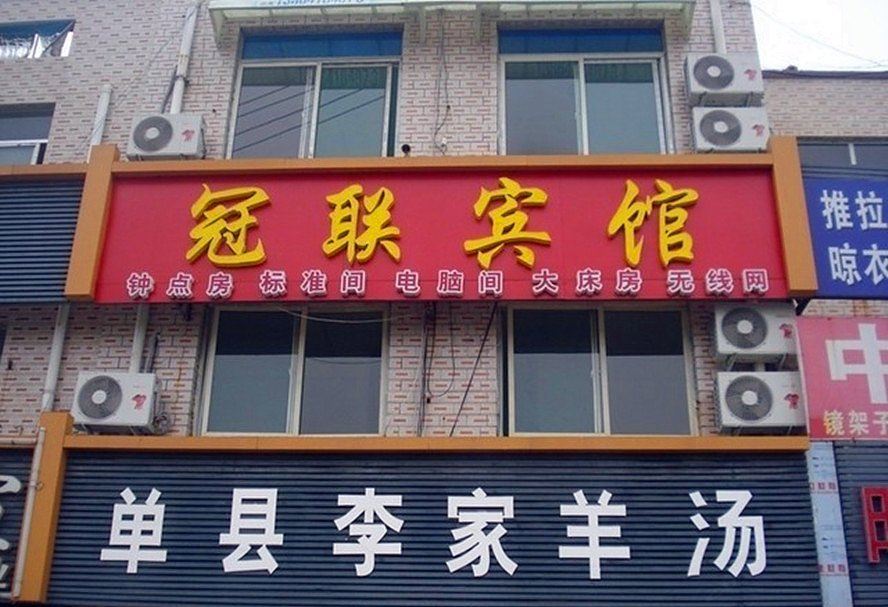 冠联宾馆
钟点房 标准间 电脑间 大床房 无线网
推拉
晾衣
中
镜架子
单县李家羊汤